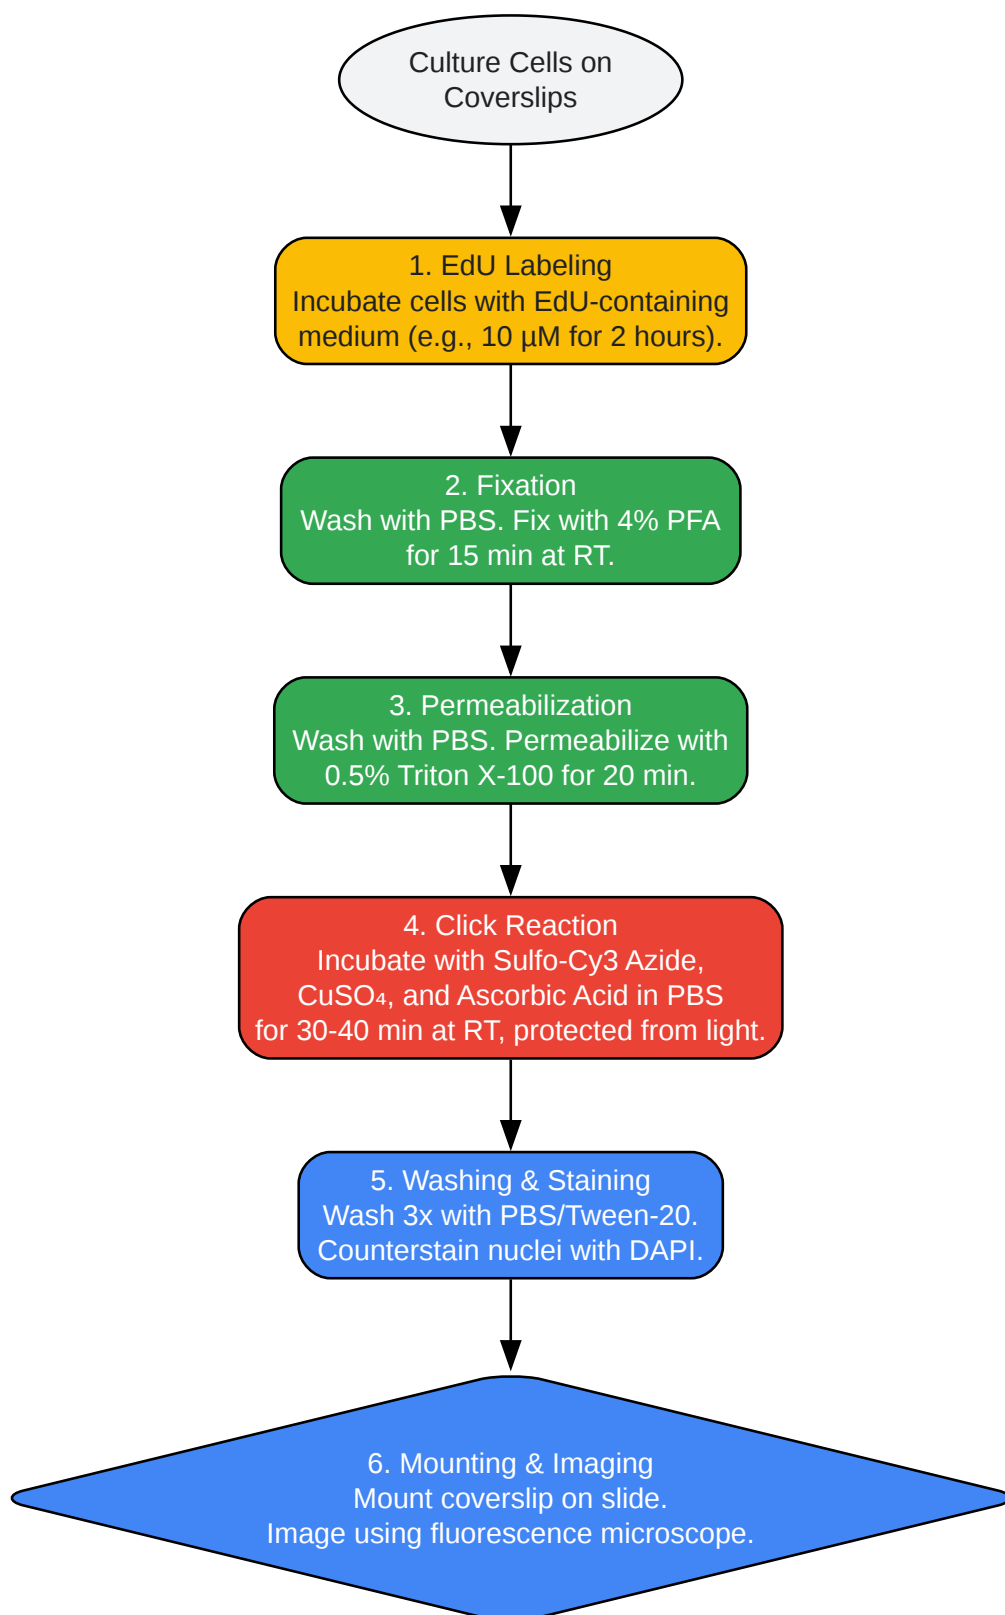 Culture Cells on
Coverslips
1. EdU Labeling
Incubate cells with EdU-containing
medium (e.g., 10 µM for 2 hours).
2. Fixation
Wash with PBS. Fix with 4% PFA
for 15 min at RT.
3. Permeabilization
Wash with PBS. Permeabilize with
0.5% Triton X-100 for 20 min.
4. Click Reaction
Incubate with Sulfo-Cy3 Azide,
CuSO₄, and Ascorbic Acid in PBS
for 30-40 min at RT, protected from light.
5. Washing & Staining
Wash 3x with PBS/Tween-20.
Counterstain nuclei with DAPI.
6. Mounting & Imaging
Mount coverslip on slide.
Image using fluorescence microscope.